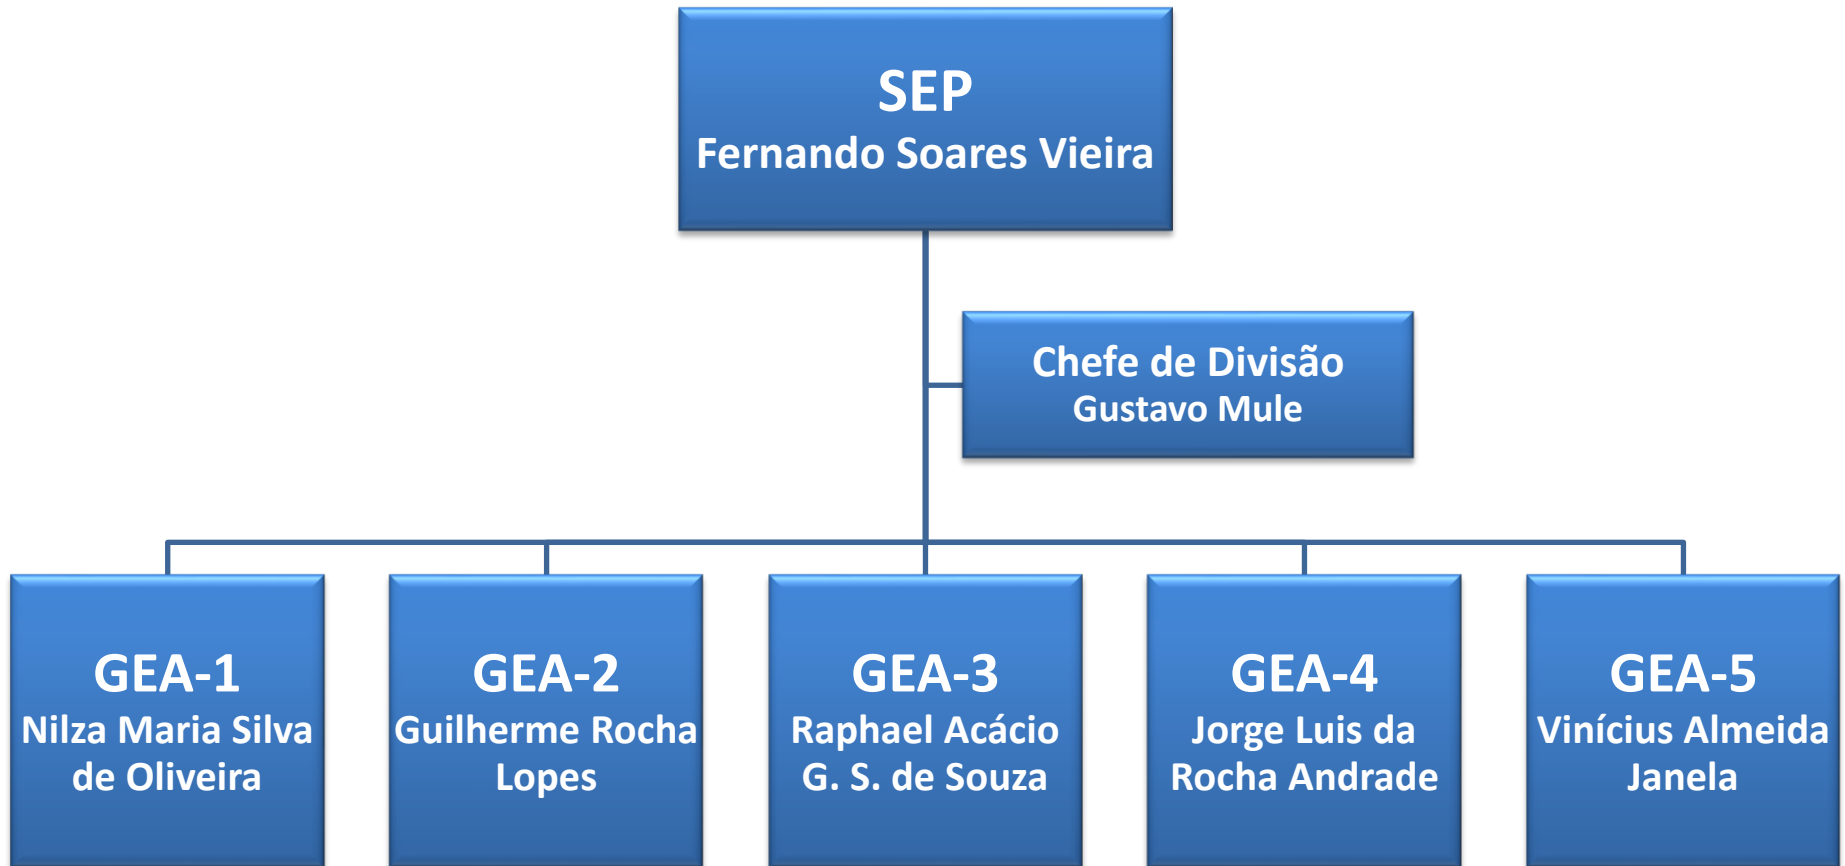 SEP
Fernando Soares Vieira
Chefe de Divisão
Gustavo Mule
GEA-1
Nilza Maria Silva
de Oliveira
GEA-2
Guilherme Rocha
Lopes
GEA-3
Raphael Acácio
G. S. de Souza
GEA-4
Jorge Luis da
Rocha Andrade
GEA-5
Vinícius Almeida
Janela